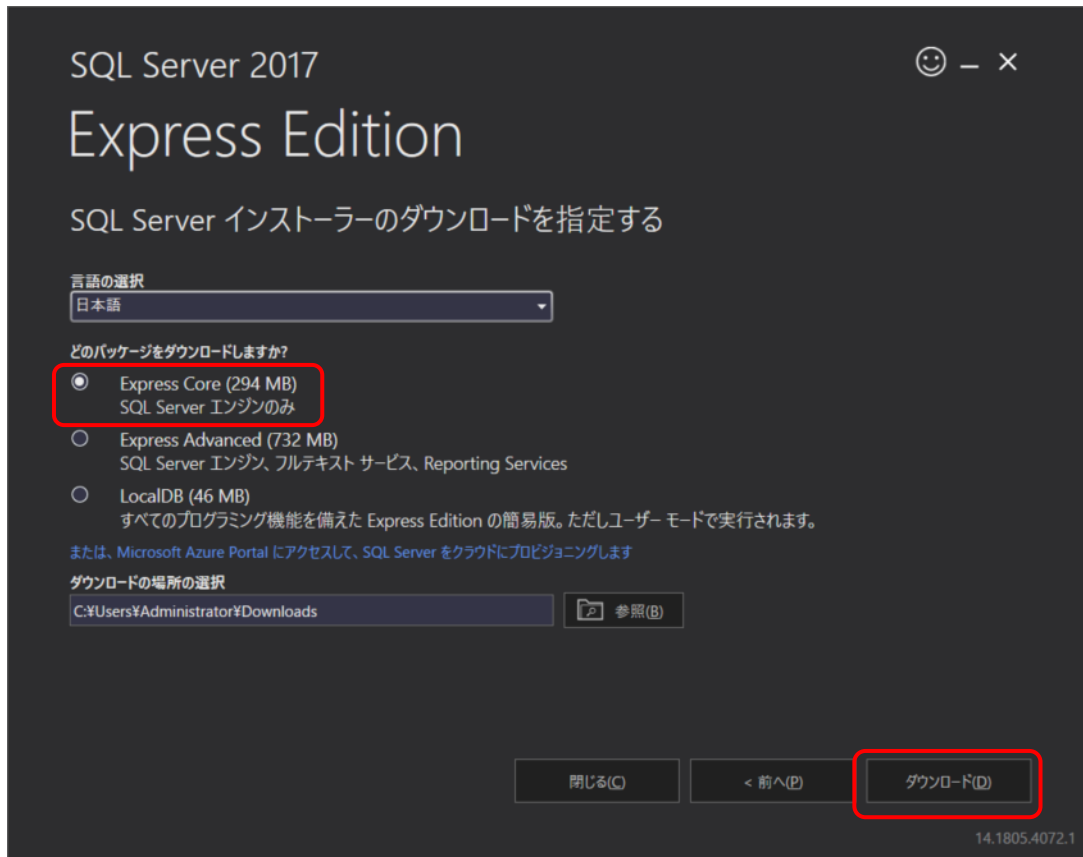 SQL Server 2017
Express Edition
SQL Server インストーラーのダウンロードを指定する
言語の選択
日本語
どのパッケージをダウンロードしますか?
Express Core (294 MB)
SQL Server エンジンのみ
Express Advanced (732 MB)
SQL Server エンジン、フルテキスト サービス、Reporting Services
LocalDB (46 MB)
すべてのプログラミング機能を備えた Express Edition の簡易版。ただしユーザー モードで実行されます。
または、Microsoft Azure Portal にアクセスして、SQL Server をクラウドにプロビジョニングします
ダウンロードの場所の選択
C:¥Users¥Administrator¥Downloads
参照(B)
閉じる(C)
< 前へ(P)
ダウンロード(D)
14.1805.4072.1